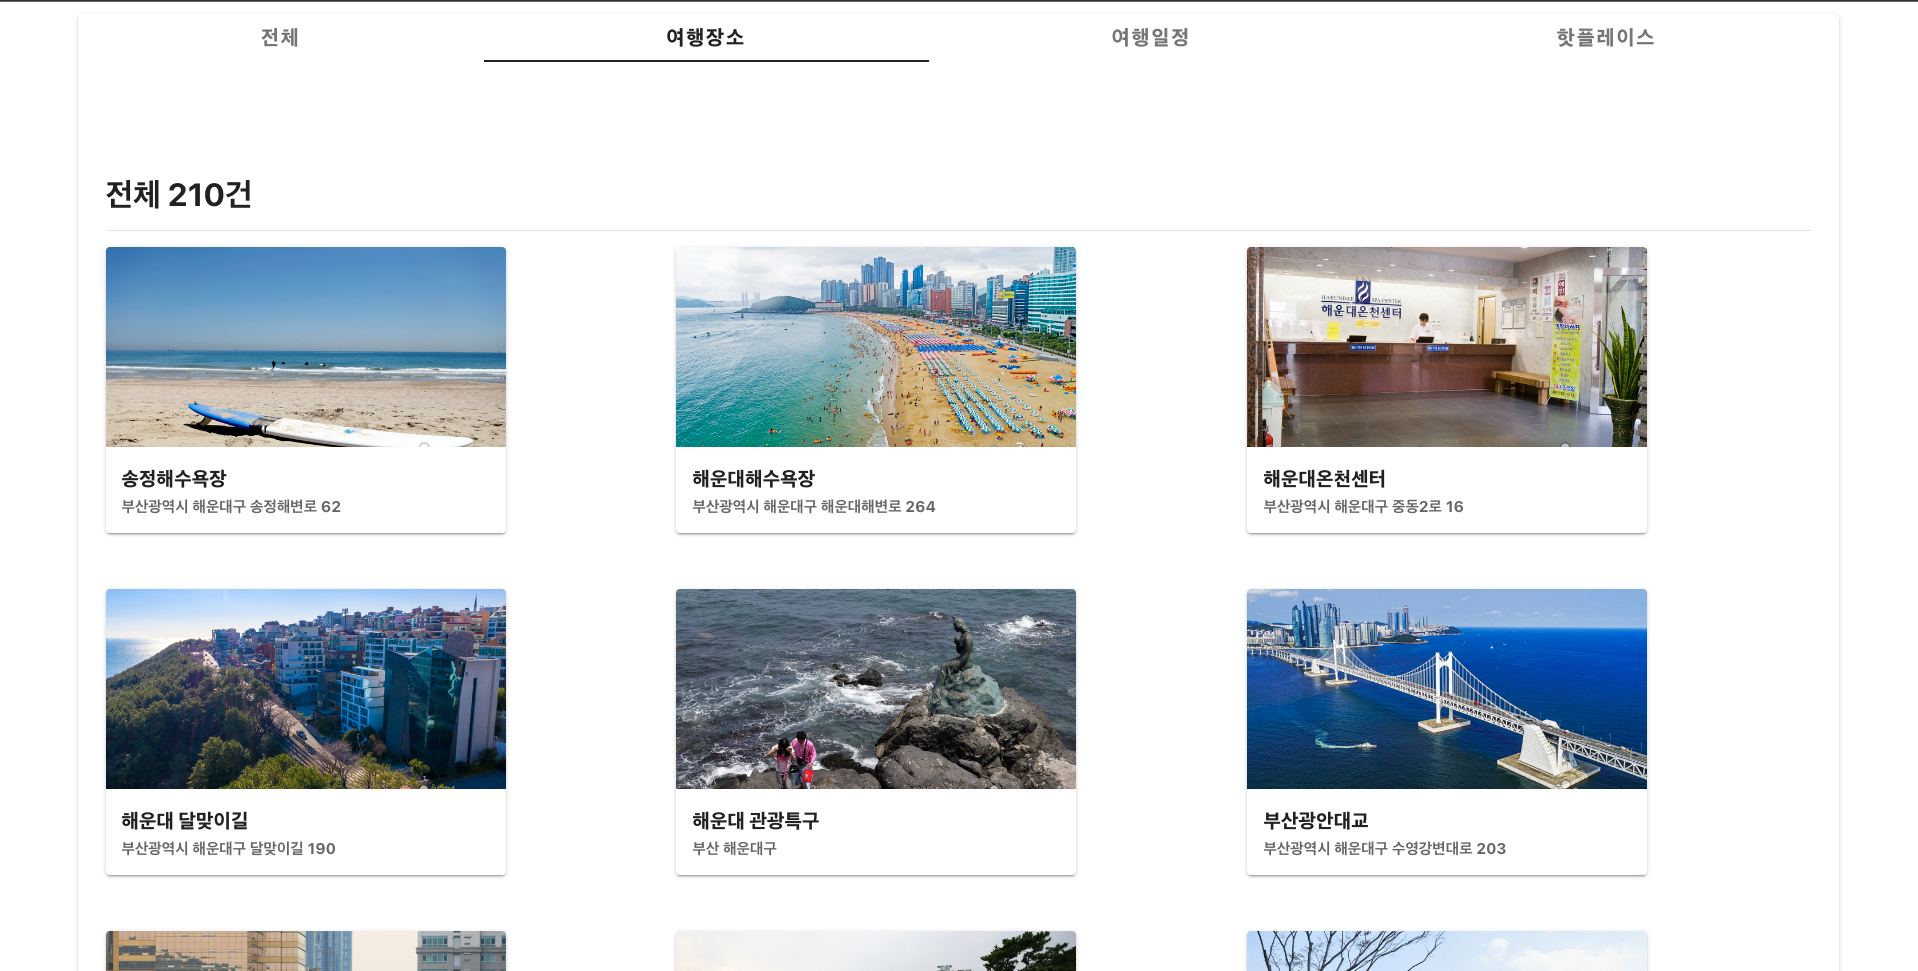 전체
여행장소
여행일정
핫플레이스
전체 210건
HAEUNDAE SPA CENTER
해운대온천센터
송정해수욕장
부산광역시 해운대구 송정해변로 62
해운대해수욕장
부산광역시 해운대구 해운대해변로 264
해운대온천센터
부산광역시 해운대구 중동2로 16
해운대 달맞이길
부산광역시 해운대구 달맞이길 190
해운대 관광특구
부산 해운대구
부산광안대교
부산광역시 해운대구 수영강변대로 203